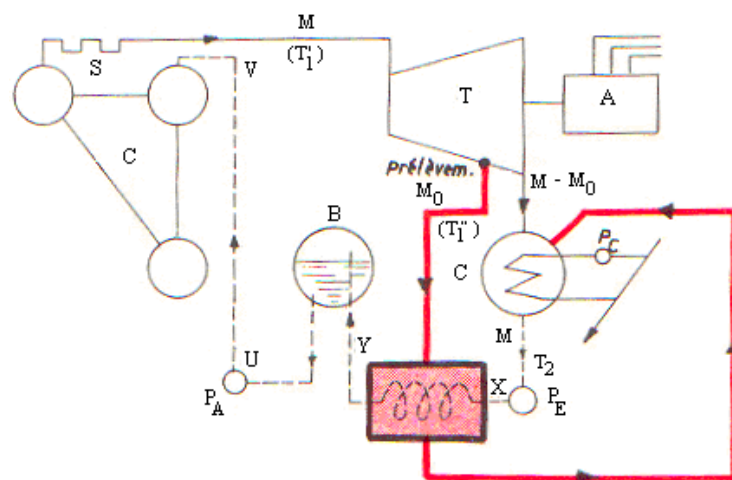 M
(T'1)
S
V
C
T
A
prélèvem.
M0
(T"1)
M - M0
B
C
Pc
M
T2
Y
U
PA
X
PE